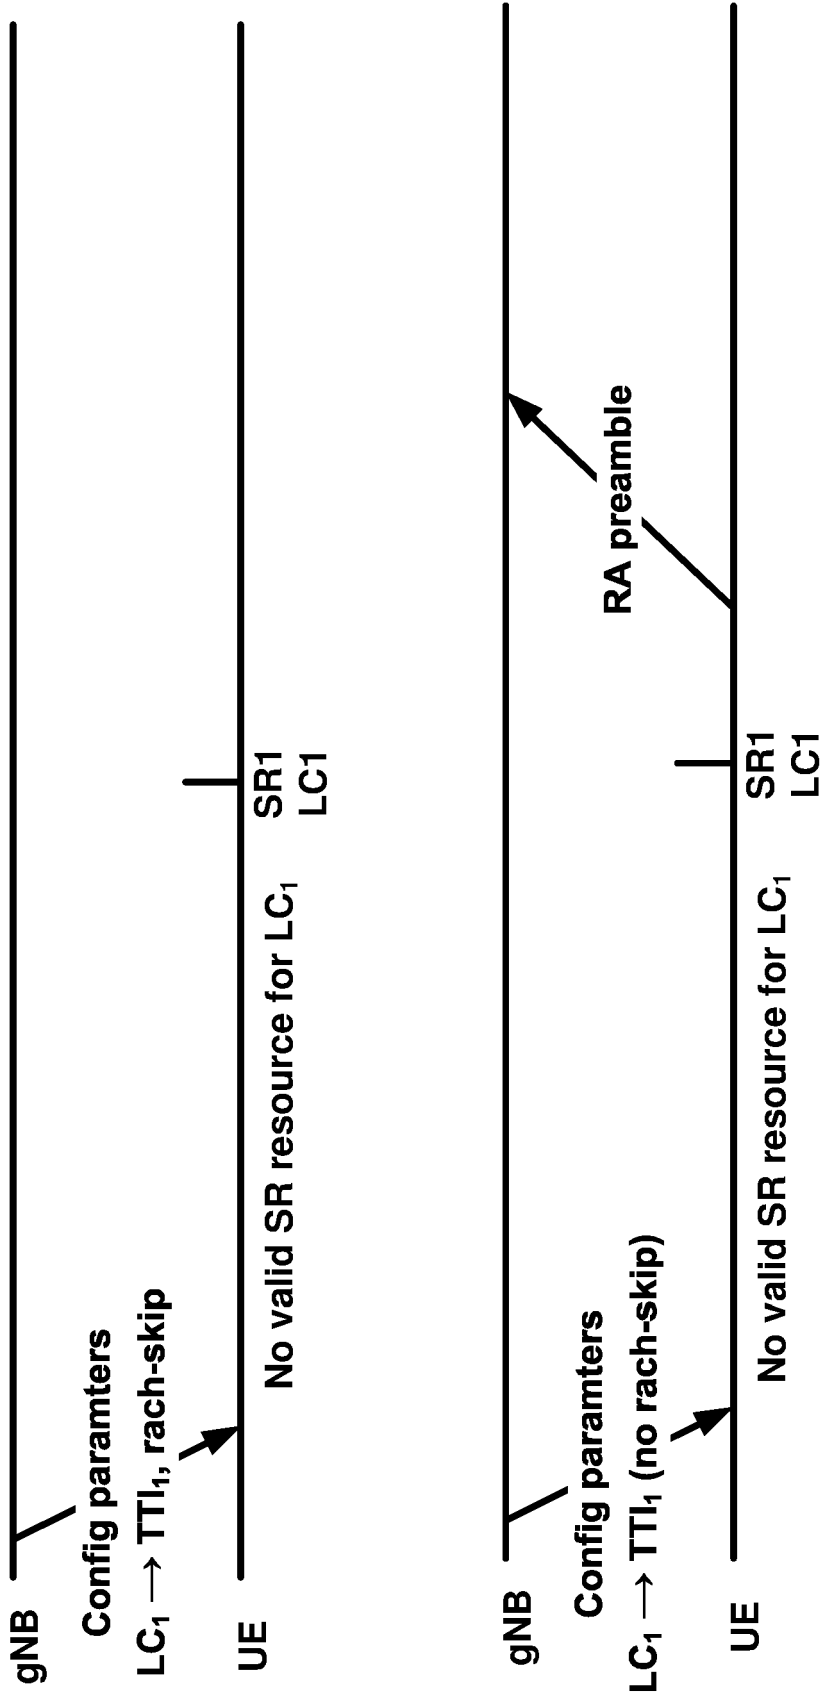 gNB
Config paramters
LC₁ → TTI₁, rach-skip
UE
No valid SR resource for LC₁
SR1
LC1
gNB
Config paramters
LC₁ → TTI₁ (no rach-skip)
RA preamble
UE
No valid SR resource for LC₁
SR1
LC1